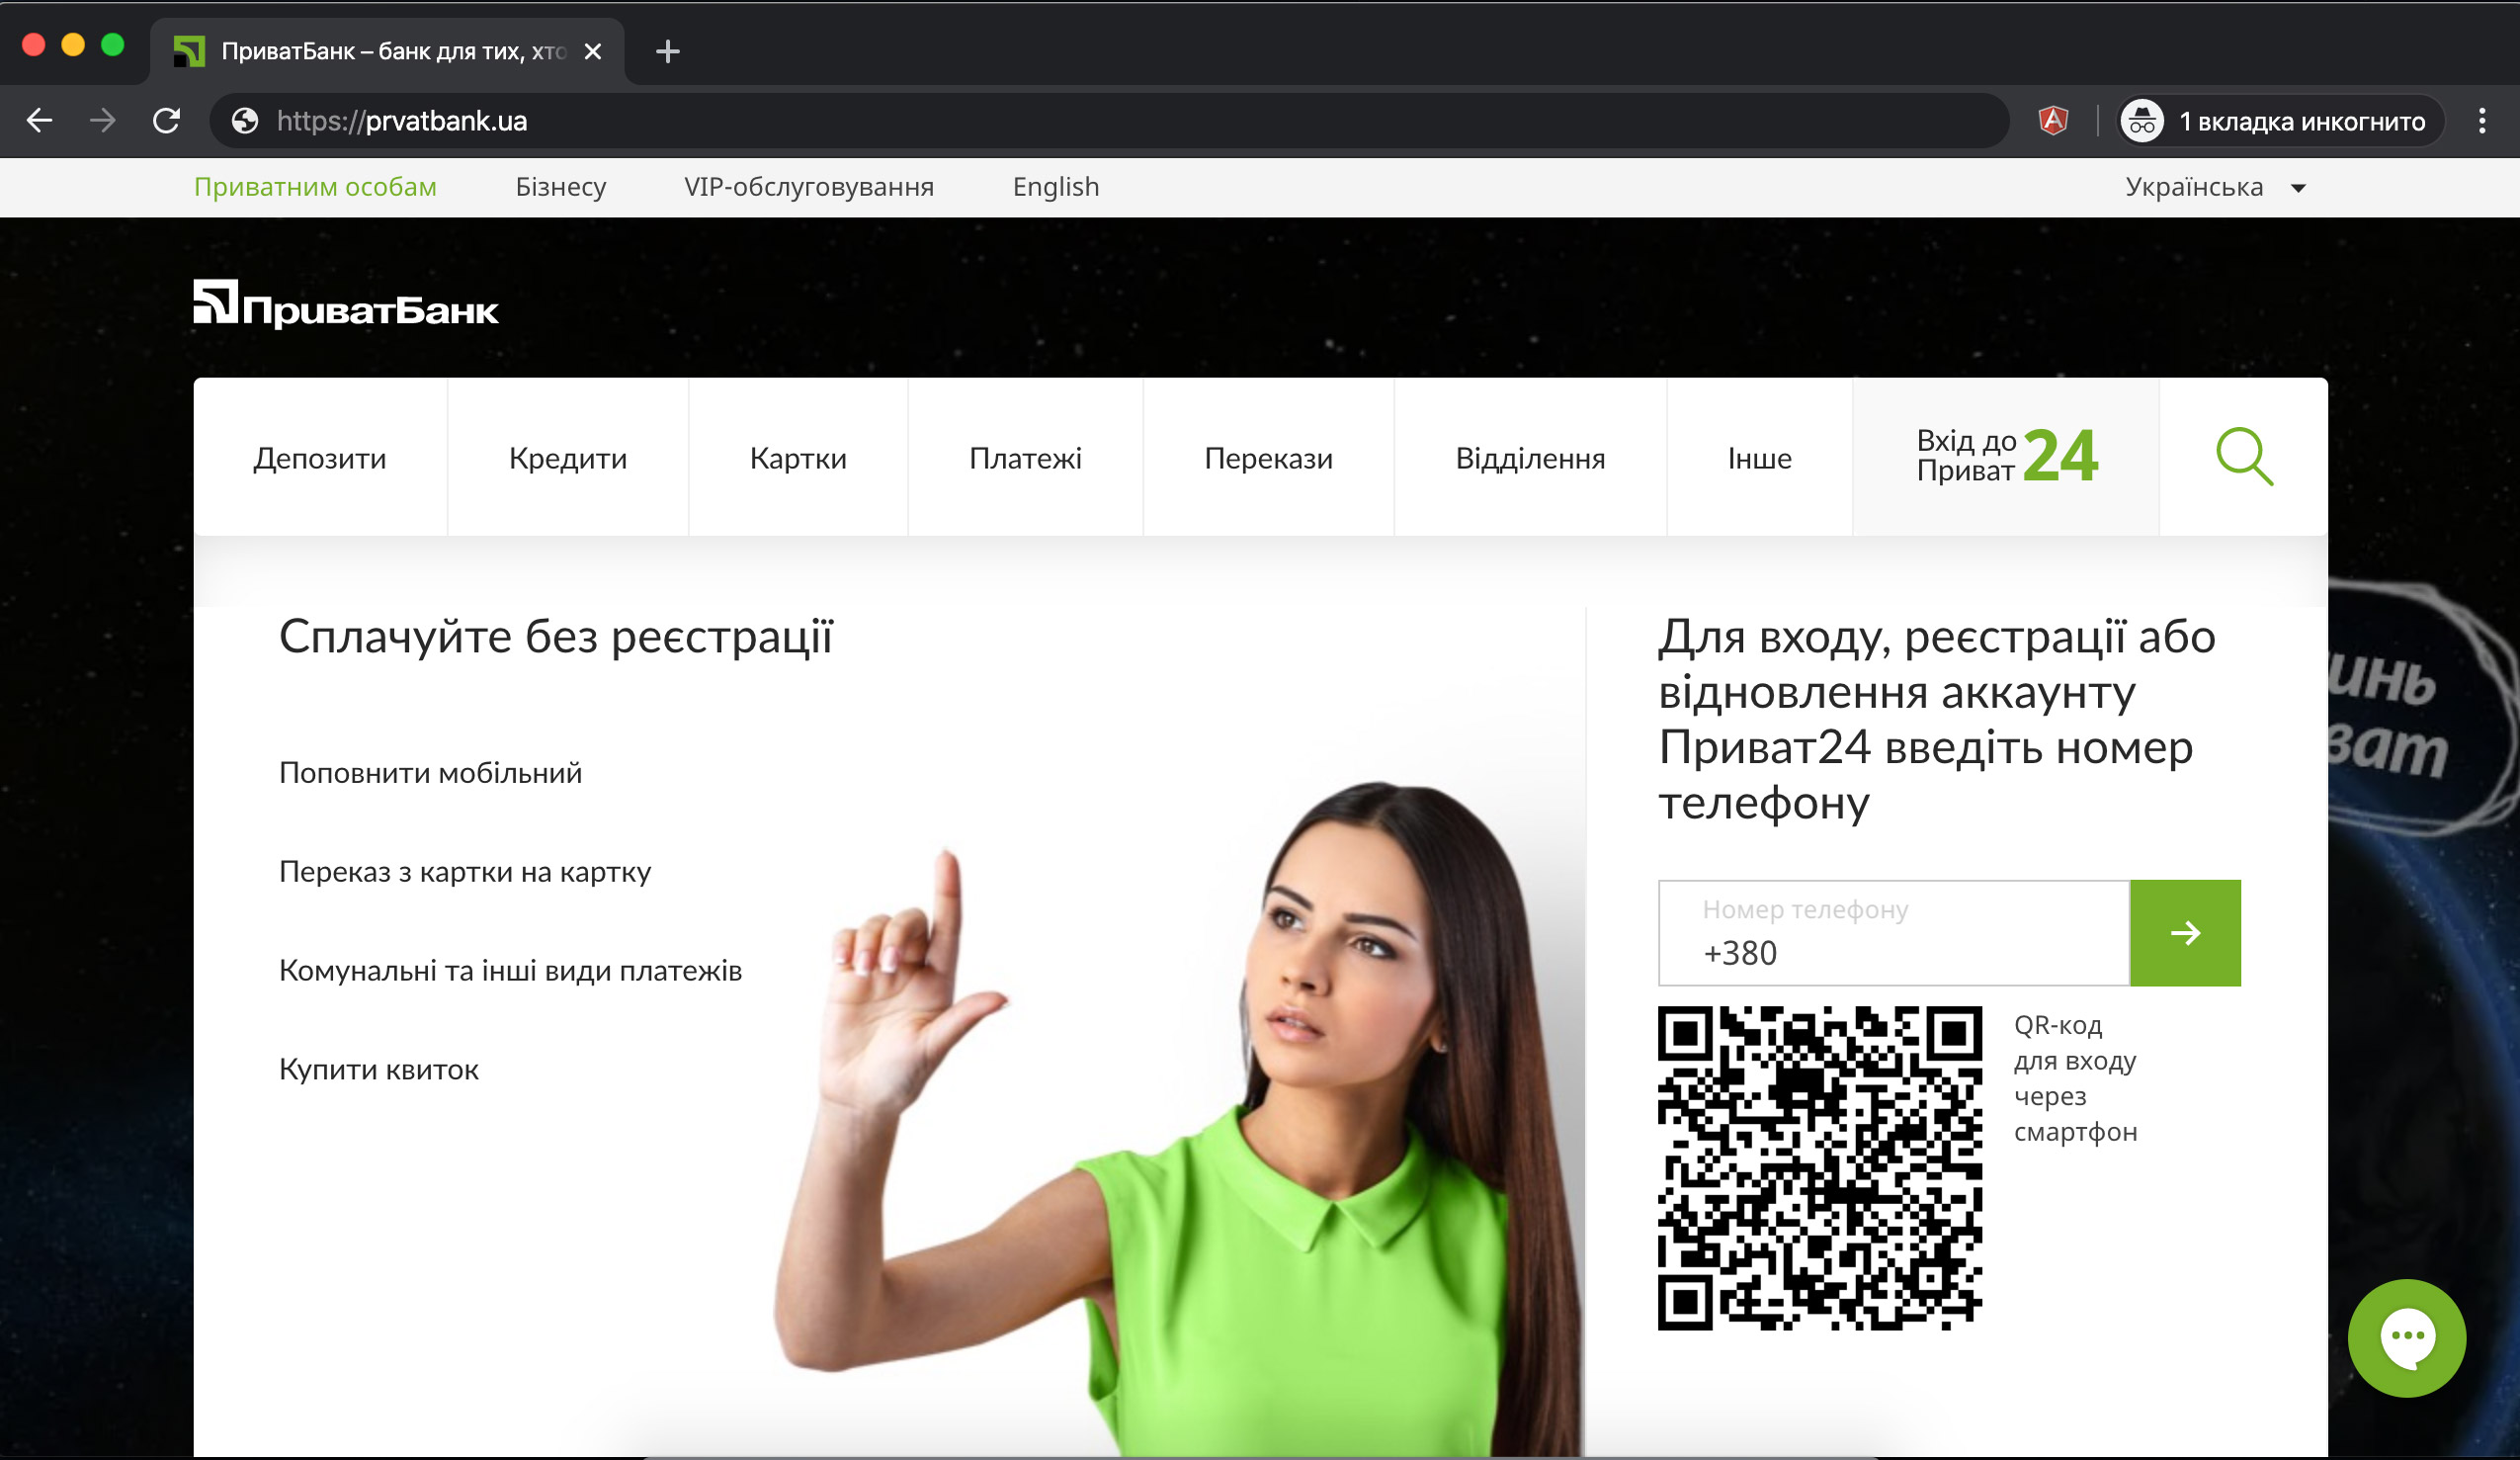 ПриватБанк – банк для тих, хто
https://prvatbank.ua
1 вкладка инкогнито
Приватним особам
Бізнесу
VIP-обслуговування
English
Українська
ПриватБанк
Депозити
Кредити
Картки
Платежі
Перекази
Відділення
Інше
Вхід до
Приват 24
Сплачуйте без реєстрації
Поповнити мобільний
Переказ з картки на картку
Комунальні та інші види платежів
Купити квиток
Для входу, реєстрації або
відновлення аккаунту
Приват24 введіть номер
телефону
Номер телефону
+380
QR-код
для входу
через
смартфон